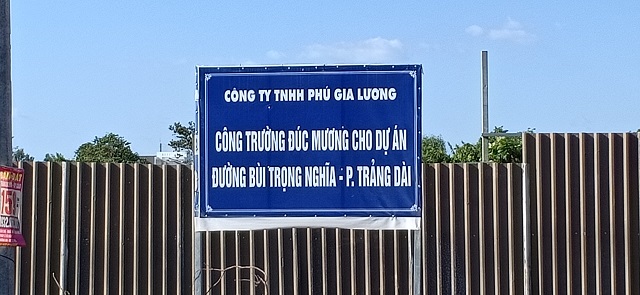 CÔNG TY TNHH PHÚ GIA LƯƠNG
CÔNG TRƯỜNG ĐÚC MƯƠNG CHO DỰ ÁN
ĐƯỜNG BÙI TRỌNG NGHĨA - P. TRẢNG DÀI